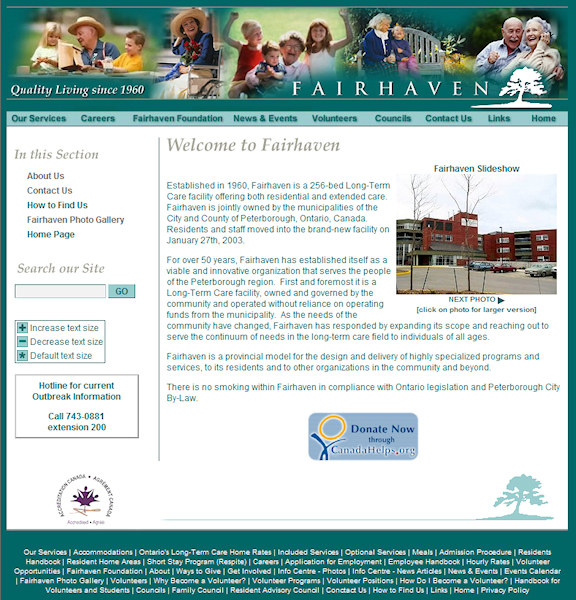 Quality Living since 1960
FAIRHAVEN
Our Services Careers Fairhaven Foundation News & Events Volunteers Councils Contact Us Links Home
In this Section
About Us
Contact Us
How to Find Us
Fairhaven Photo Gallery
Home Page
Search our Site
GO
Increase text size
Decrease text size
Default text size
Hotline for current
Outbreak Information
Call 743-0881
extension 200
ACCREDITATION CANADA • AGRÉMENT CANADA
Accredited • Agréé
Welcome to Fairhaven
Established in 1960, Fairhaven is a 256-bed Long-Term
Care facility offering both residential and extended care.
Fairhaven is jointly owned by the municipalities of the
City and County of Peterborough, Ontario, Canada.
Residents and staff moved into the brand-new facility on
January 27th, 2003.
For over 50 years, Fairhaven has established itself as a
viable and innovative organization that serves the people
of the Peterborough region. First and foremost it is a
Long-Term Care facility, owned and governed by the
community and operated without reliance on operating
funds from the municipality. As the needs of the
community have changed, Fairhaven has responded by expanding its scope and reaching out to
serve the continuum of needs in the long-term care field to individuals of all ages.
Fairhaven is a provincial model for the design and delivery of highly specialized programs and
services, to its residents and to other organizations in the community and beyond.
There is no smoking within Fairhaven in compliance with Ontario legislation and Peterborough City
By-Law.
Fairhaven Slideshow
NEXT PHOTO
[click on photo for larger version]
Donate Now
through
CanadaHelps.org
Our Services | Accommodations | Ontario's Long-Term Care Home Rates | Included Services | Optional Services | Meals | Admission Procedure | Residents
Handbook | Resident Home Areas | Short Stay Program (Respite) | Careers | Application for Employment | Employee Handbook | Hourly Rates | Volunteer
Opportunities | Fairhaven Foundation | About | Ways to Give | Get Involved | Info Centre - Photos | Info Centre - News Articles | News & Events | Events Calendar
| Fairhaven Photo Gallery | Volunteers | Why Become a Volunteer? | Volunteer Programs | Volunteer Positions | How Do I Become a Volunteer? | Handbook for
Volunteers and Students | Councils | Family Council | Resident Advisory Council | Contact Us | How to Find Us | Links | Home | Privacy Policy